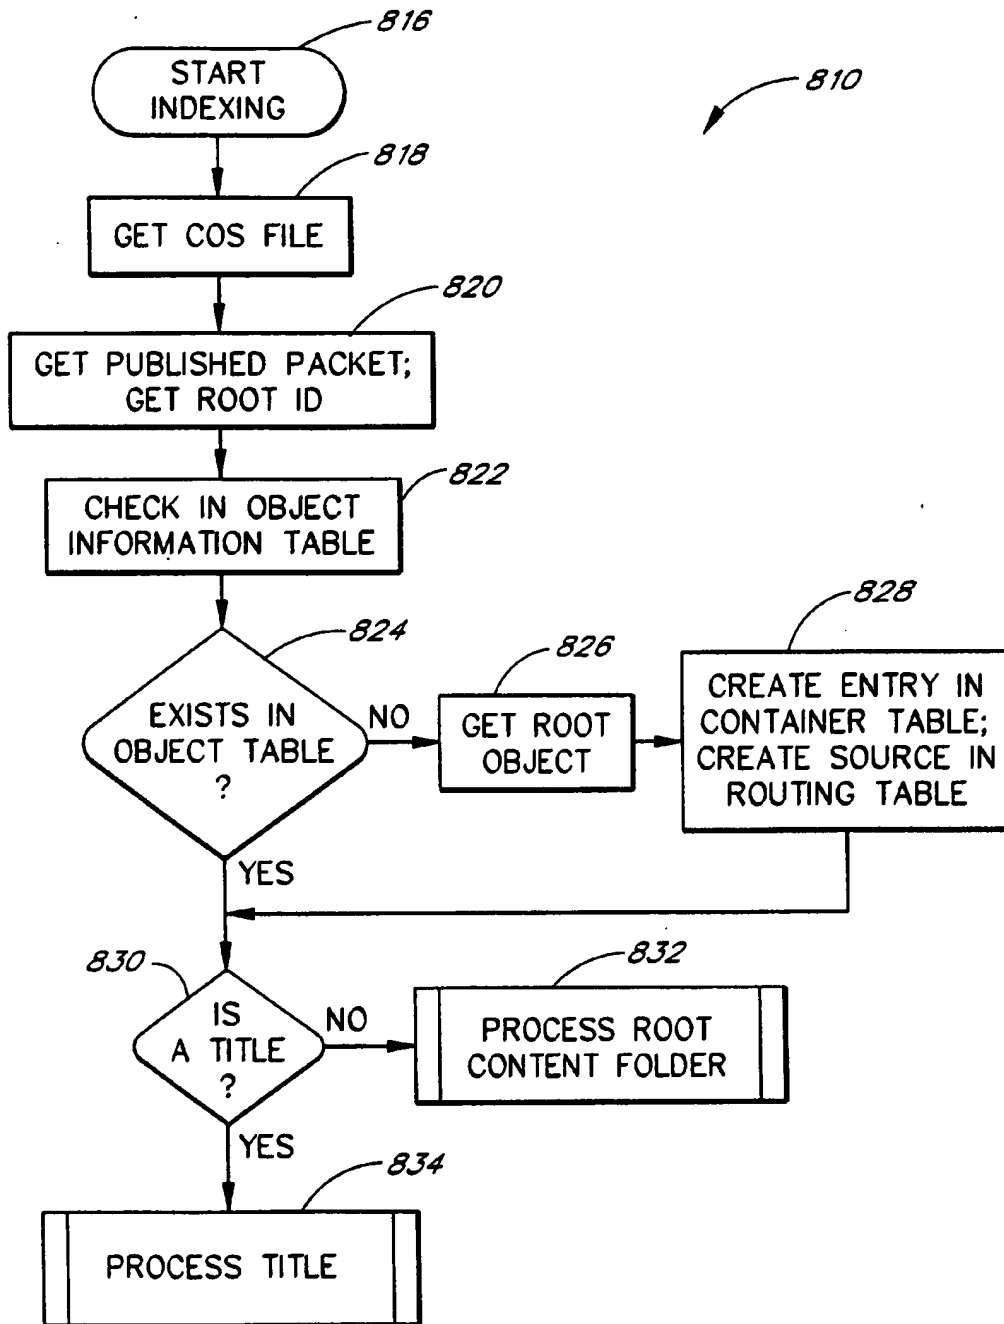 816
START
INDEXING
810
818
GET COS FILE
820
GET PUBLISHED PACKET;
GET ROOT ID
822
CHECK IN OBJECT
INFORMATION TABLE
824
EXISTS IN
OBJECT TABLE
?
NO
826
GET ROOT
OBJECT
828
CREATE ENTRY IN
CONTAINER TABLE;
CREATE SOURCE IN
ROUTING TABLE
YES
830
IS
A TITLE
?
NO
832
PROCESS ROOT
CONTENT FOLDER
YES
834
PROCESS TITLE